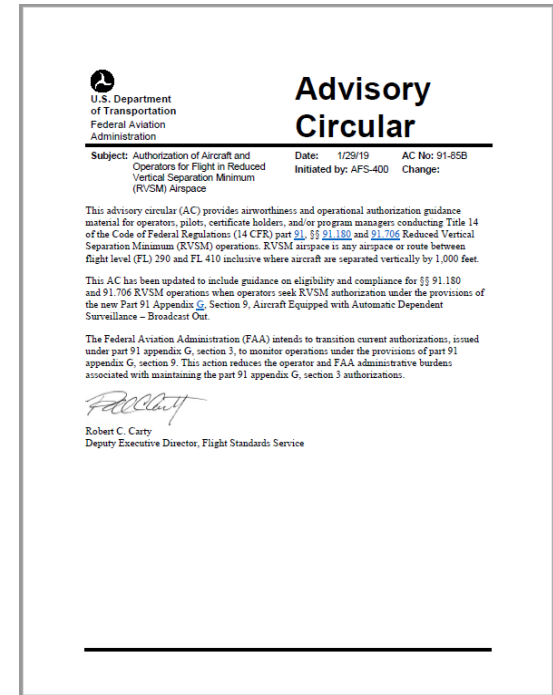 U.S. Department
of Transportation
Federal Aviation
Administration
Advisory
Circular
Subject: Authorization of Aircraft and
Operators for Flight in Reduced
Vertical Separation Minimum
(RVSM) Airspace
Date: 1/29/19
Initiated by: AFS-400
AC No: 91-85B
Change:
This advisory circular (AC) provides airworthiness and operational authorization guidance
material for operators, pilots, certificate holders, and/or program managers conducting Title 14
of the Code of Federal Regulations (14 CFR) part 91, §§ 91.180 and 91.706 Reduced Vertical
Separation Minimum (RVSM) operations. RVSM airspace is any airspace or route between
flight level (FL) 290 and FL 410 inclusive where aircraft are separated vertically by 1,000 feet.
This AC has been updated to include guidance on eligibility and compliance for §§ 91.180
and 91.706 RVSM operations when operators seek RVSM authorization under the provisions of
the new Part 91 Appendix G, Section 9, Aircraft Equipped with Automatic Dependent
Surveillance – Broadcast Out.
The Federal Aviation Administration (FAA) intends to transition current authorizations, issued
under part 91 appendix G, section 3, to monitor operations under the provisions of part 91
appendix G, section 9. This action reduces the operator and FAA administrative burdens
associated with maintaining the part 91 appendix G, section 3 authorizations.
Robert C. Carty
Deputy Executive Director, Flight Standards Service